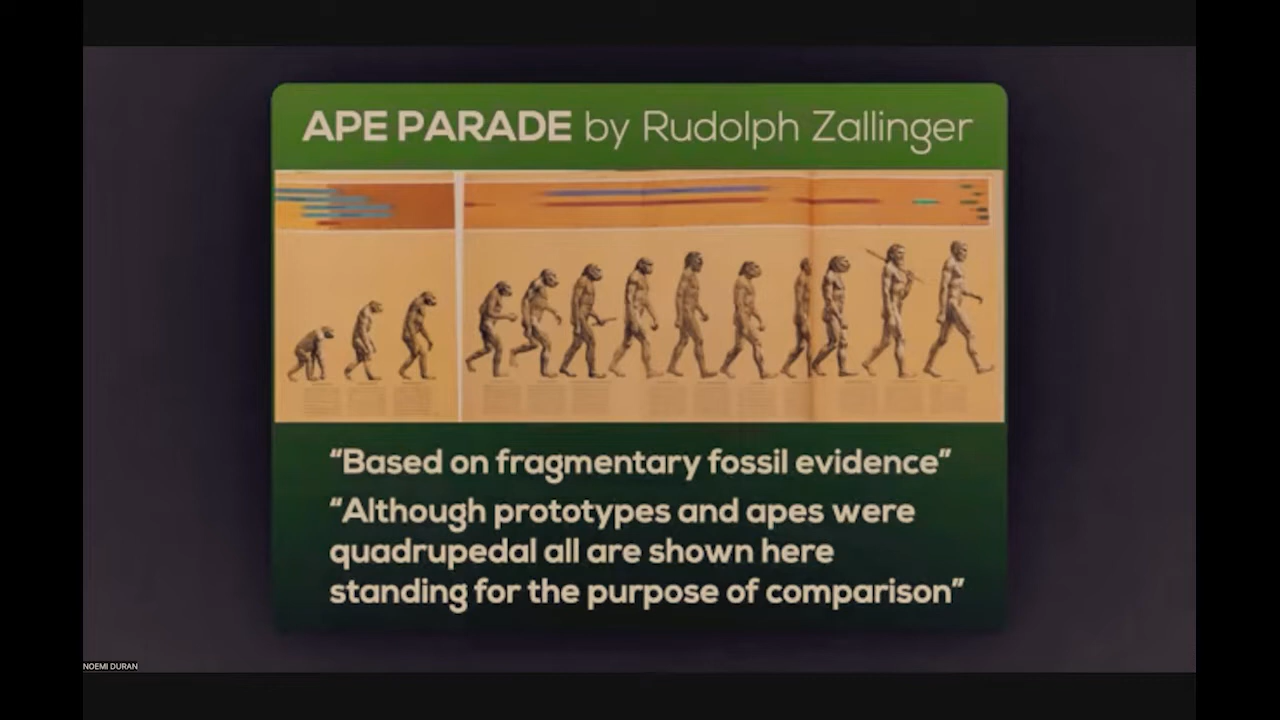 APE PARADE by Rudolph Zallinger
“Based on fragmentary fossil evidence”
“Although prototypes and apes were
quadrupedal all are shown here
standing for the purpose of comparison”
NOEMI DURAN